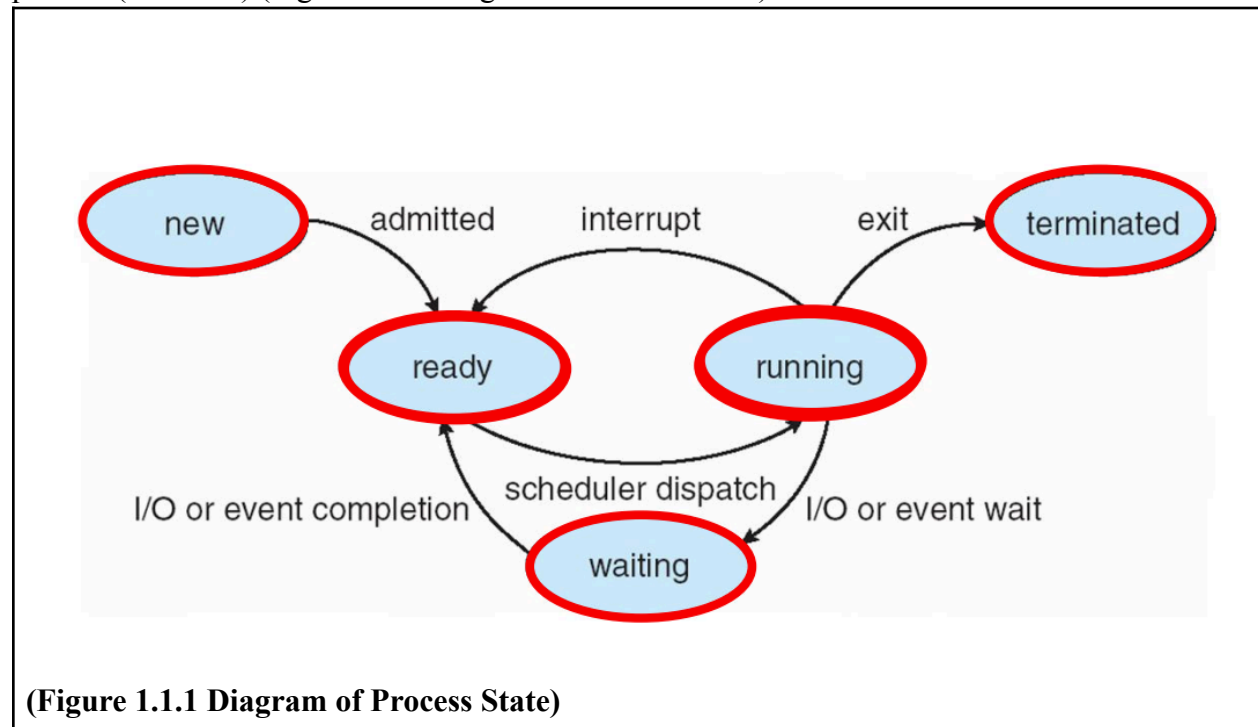 new
admitted
interrupt
exit
terminated
ready
running
I/O or event completion
scheduler dispatch
I/O or event wait
waiting
(Figure 1.1.1 Diagram of Process State)